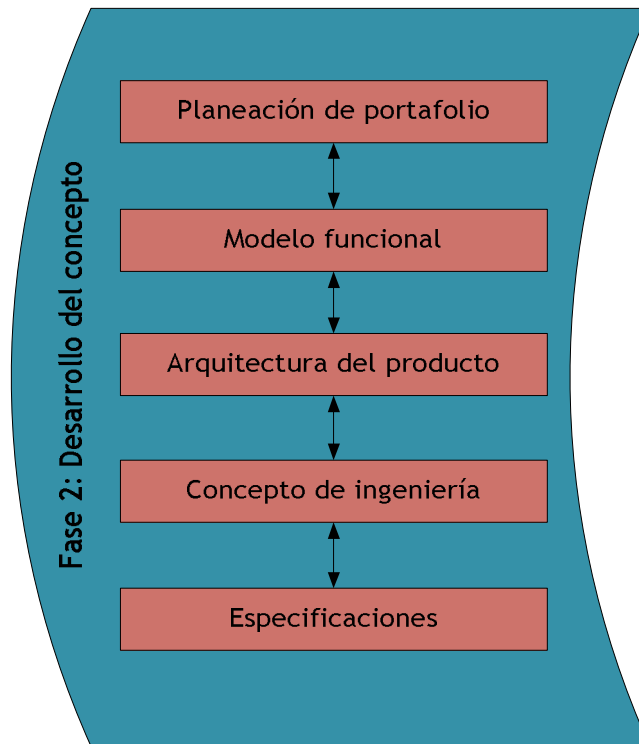 Fase 2: Desarrollo del concepto
Planeación de portafolio
Modelo funcional
Arquitectura del producto
Concepto de ingeniería
Especificaciones